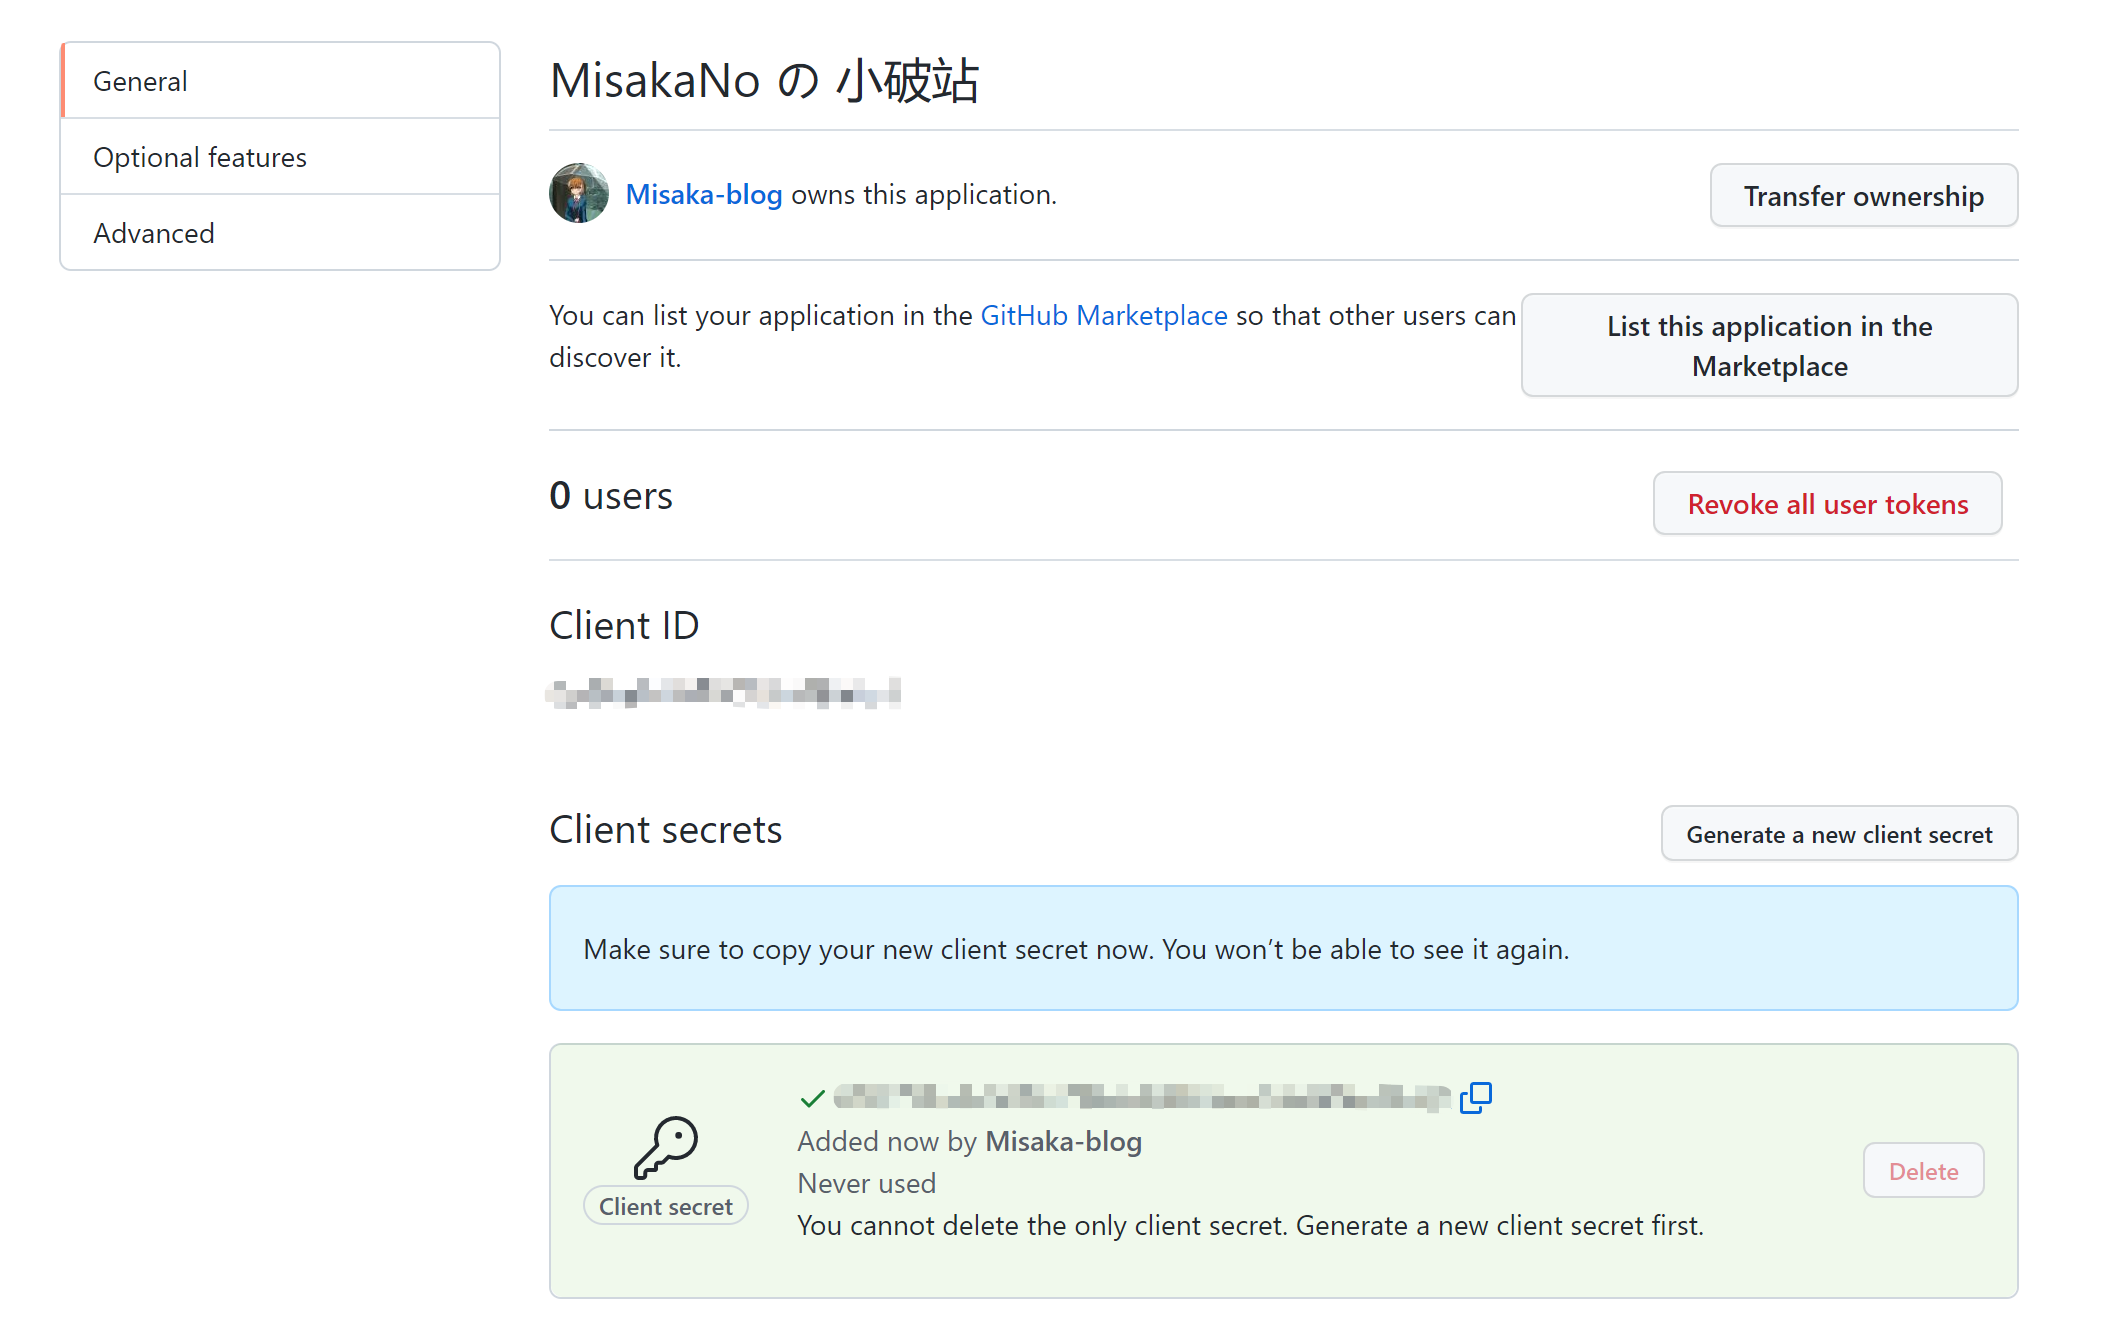 General
Optional features
Advanced
MisakaNo の 小破站
Misaka-blog owns this application.
Transfer ownership
You can list your application in the GitHub Marketplace so that other users can
discover it.
List this application in the
Marketplace
0 users
Revoke all user tokens
Client ID
Client secrets
Generate a new client secret
Make sure to copy your new client secret now. You won’t be able to see it again.
Client secret
Added now by Misaka-blog
Never used
You cannot delete the only client secret. Generate a new client secret first.
Delete